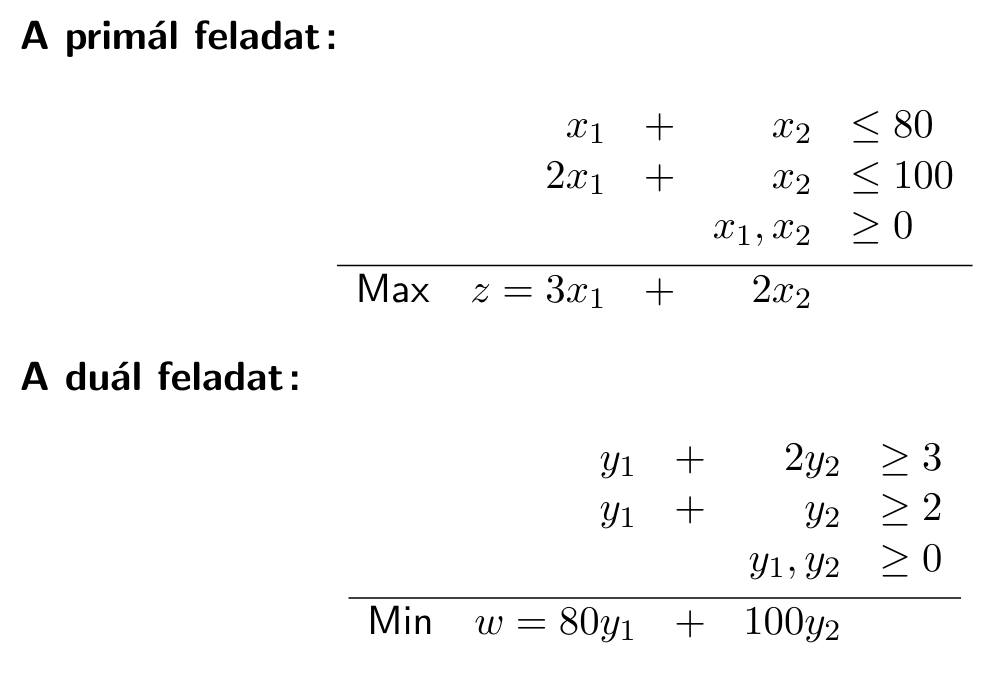 A primál feladat:
x₁ + x₂ ≤ 80
2x₁ + x₂ ≤ 100
x₁, x₂ ≥ 0
Max z = 3x₁ + 2x₂
A duál feladat:
y₁ + 2y₂ ≥ 3
y₁ + y₂ ≥ 2
y₁, y₂ ≥ 0
Min w = 80y₁ + 100y₂